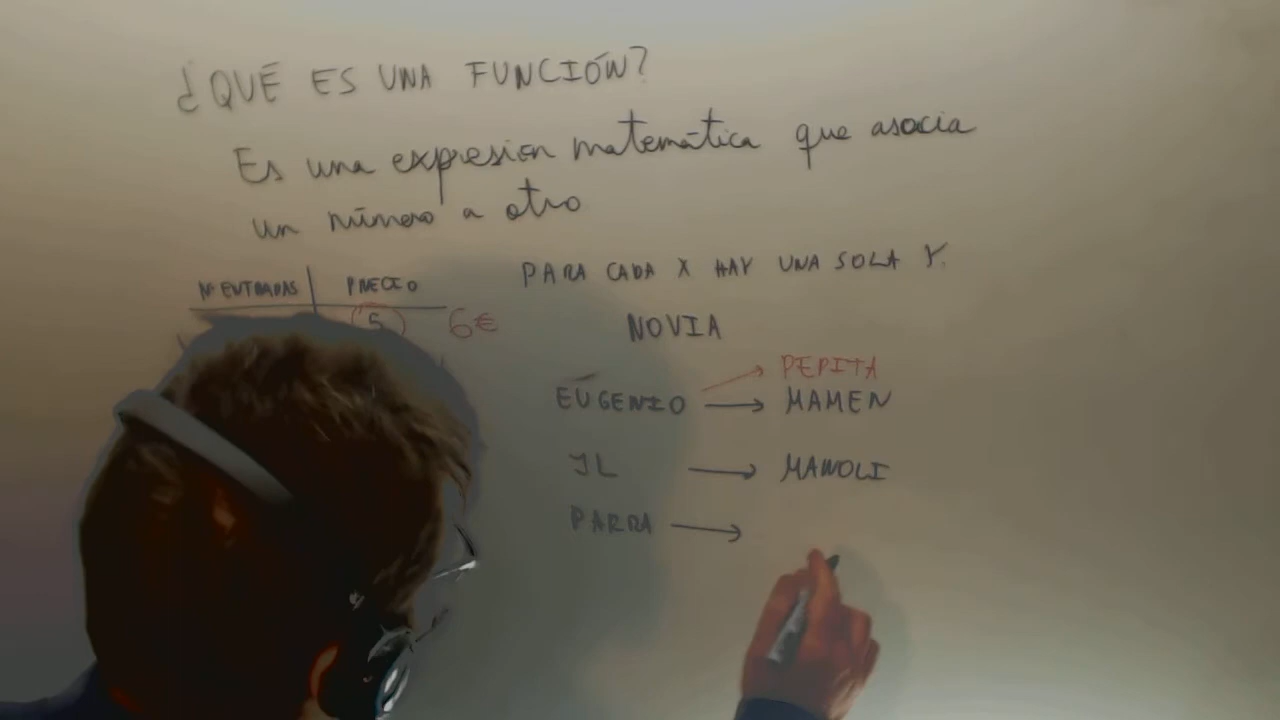 ¿QUÉ ES UNA FUNCIÓN?
Es una expresion matemática que asocia
un número a otro
Nº ENTRADAS PRECIO
5 6€
PARA CADA X HAY UNA SOLA Y.
NOVIA
PEPITA
EUGENIO → MAMEN
JL → MANOLI
PARRA →